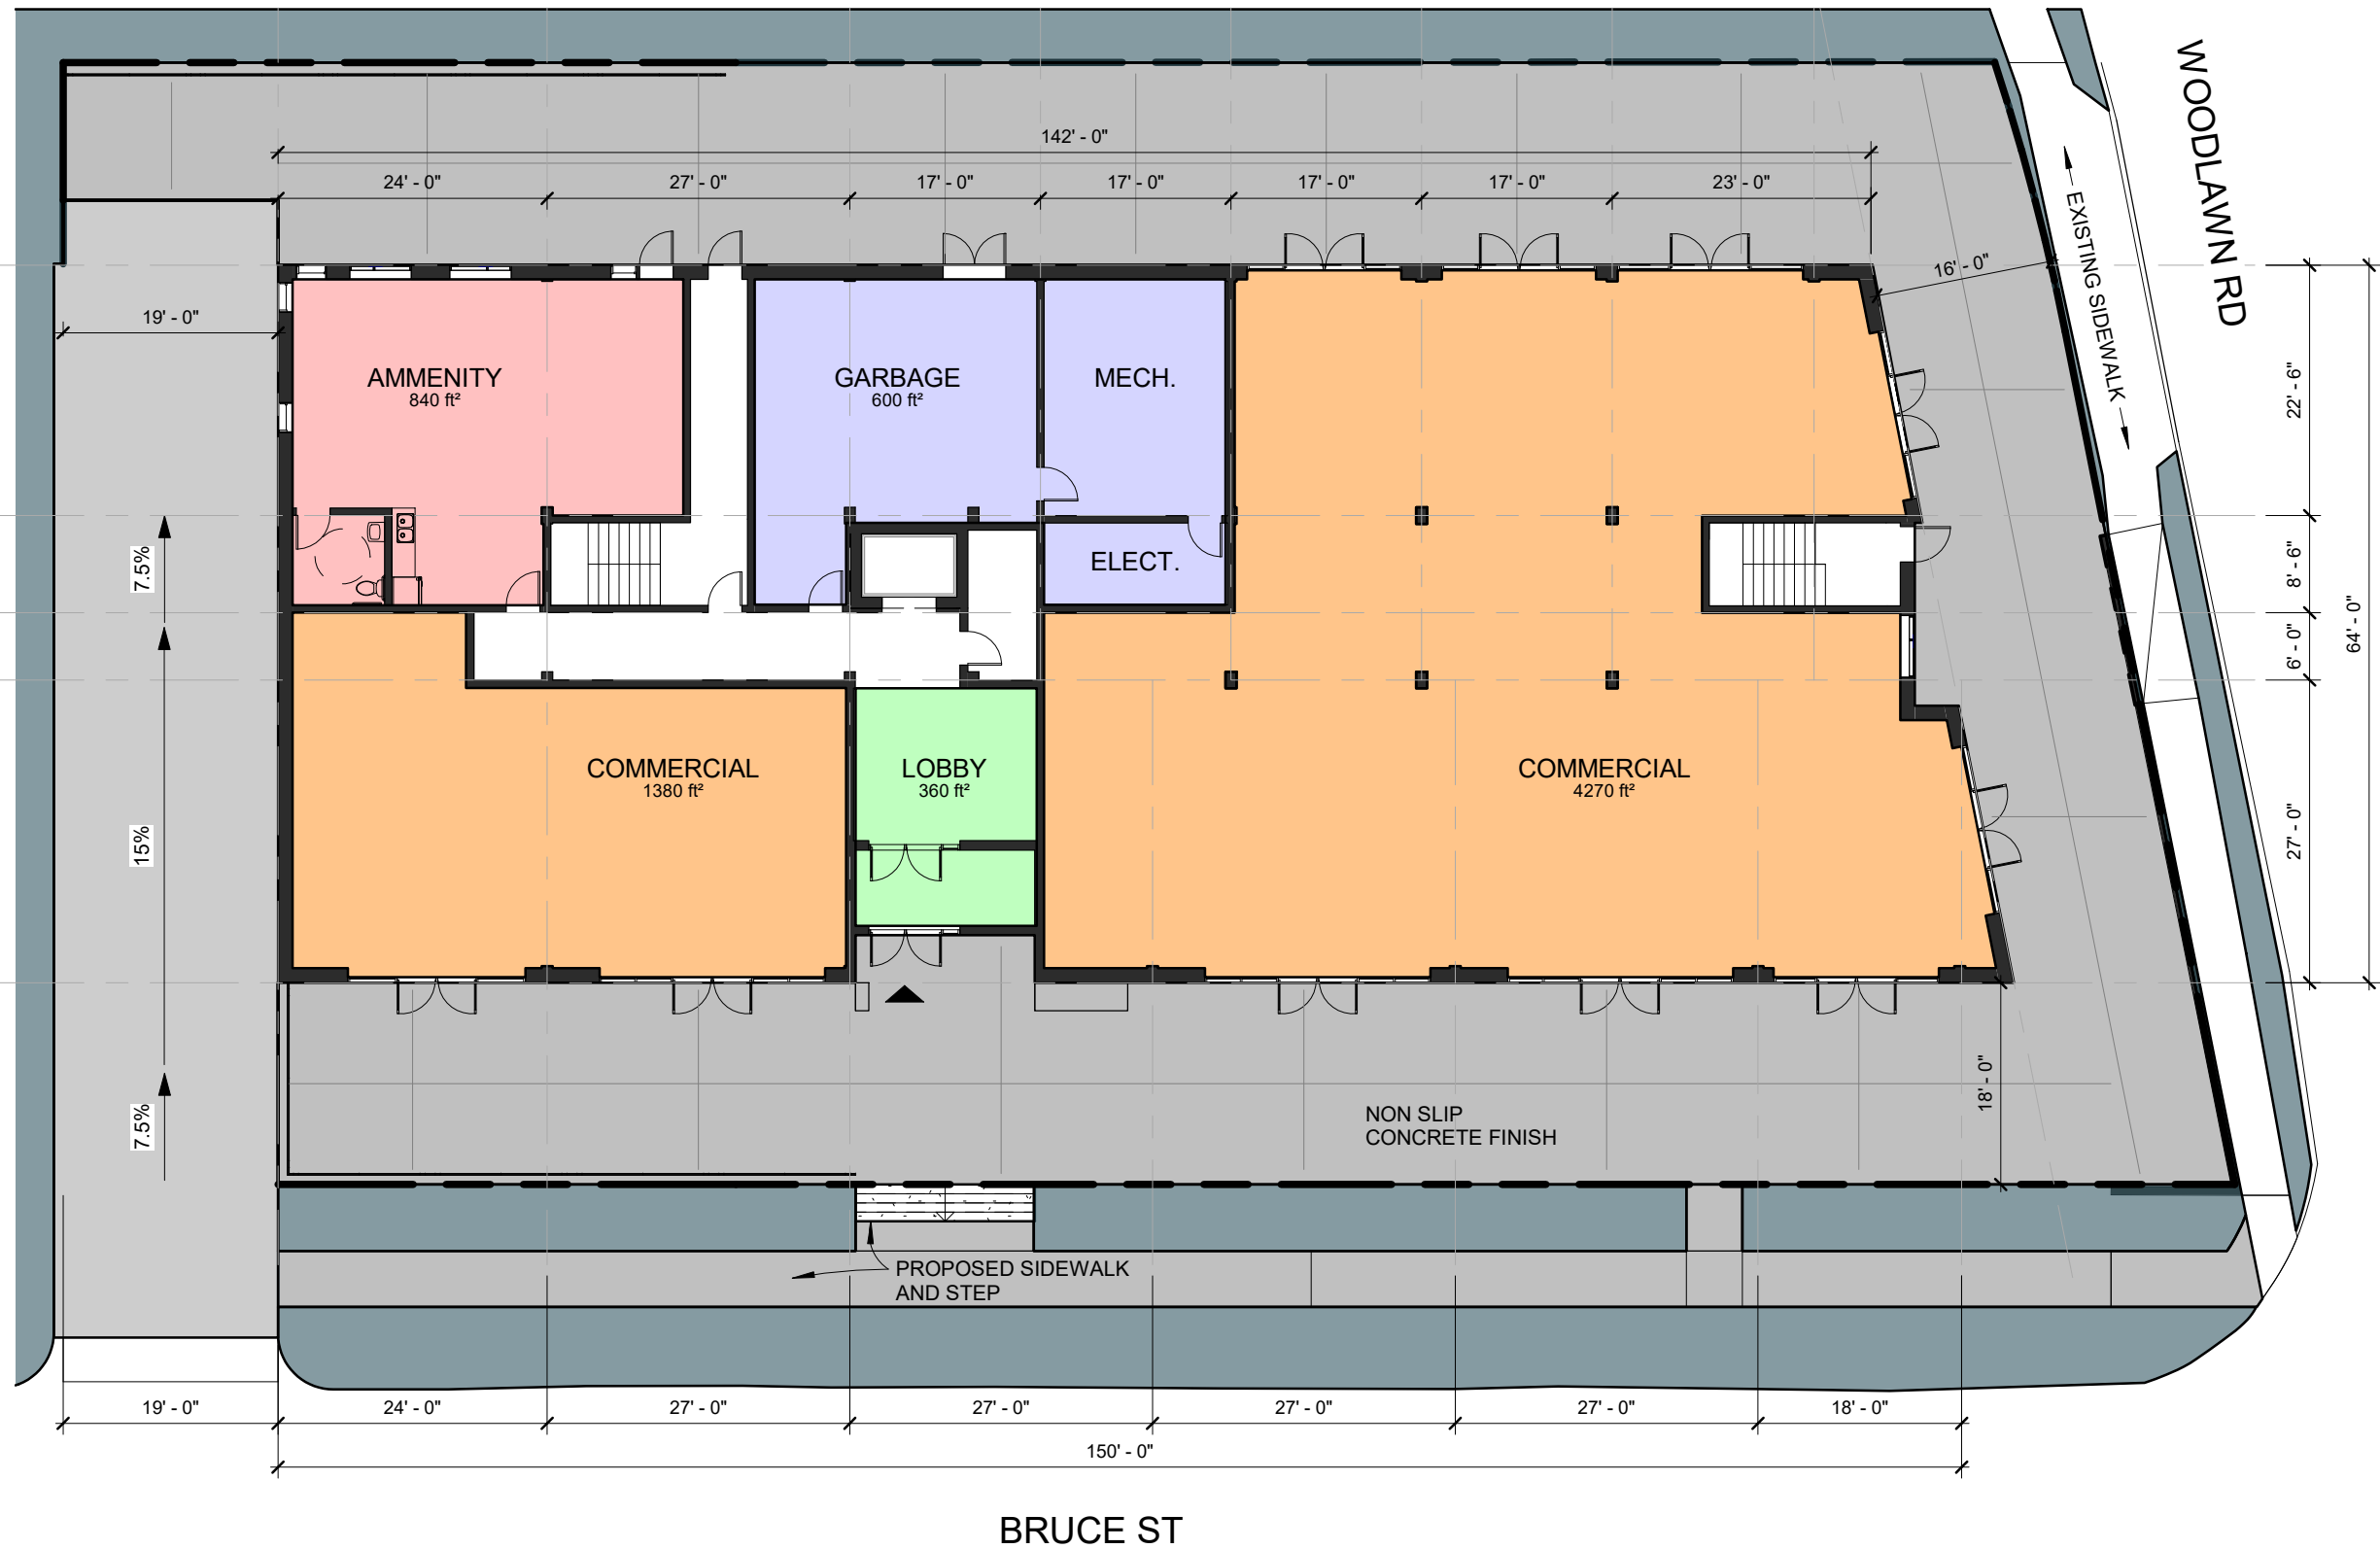 WOODLAWN RD
142' - 0"
24' - 0"
27' - 0"
17' - 0"
17' - 0"
17' - 0"
17' - 0"
23' - 0"
EXISTING SIDEWALK
16' - 0"
19' - 0"
AMMENITY
840 ft²
GARBAGE
600 ft²
MECH.
22' - 6"
7.5%
ELECT.
8' - 6"
6' - 0"
64' - 0"
COMMERCIAL
1380 ft²
LOBBY
360 ft²
COMMERCIAL
4270 ft²
15%
27' - 0"
7.5%
18' - 0"
NON SLIP
CONCRETE FINISH
PROPOSED SIDEWALK
AND STEP
19' - 0"
24' - 0"
27' - 0"
27' - 0"
27' - 0"
27' - 0"
18' - 0"
150' - 0"
BRUCE ST